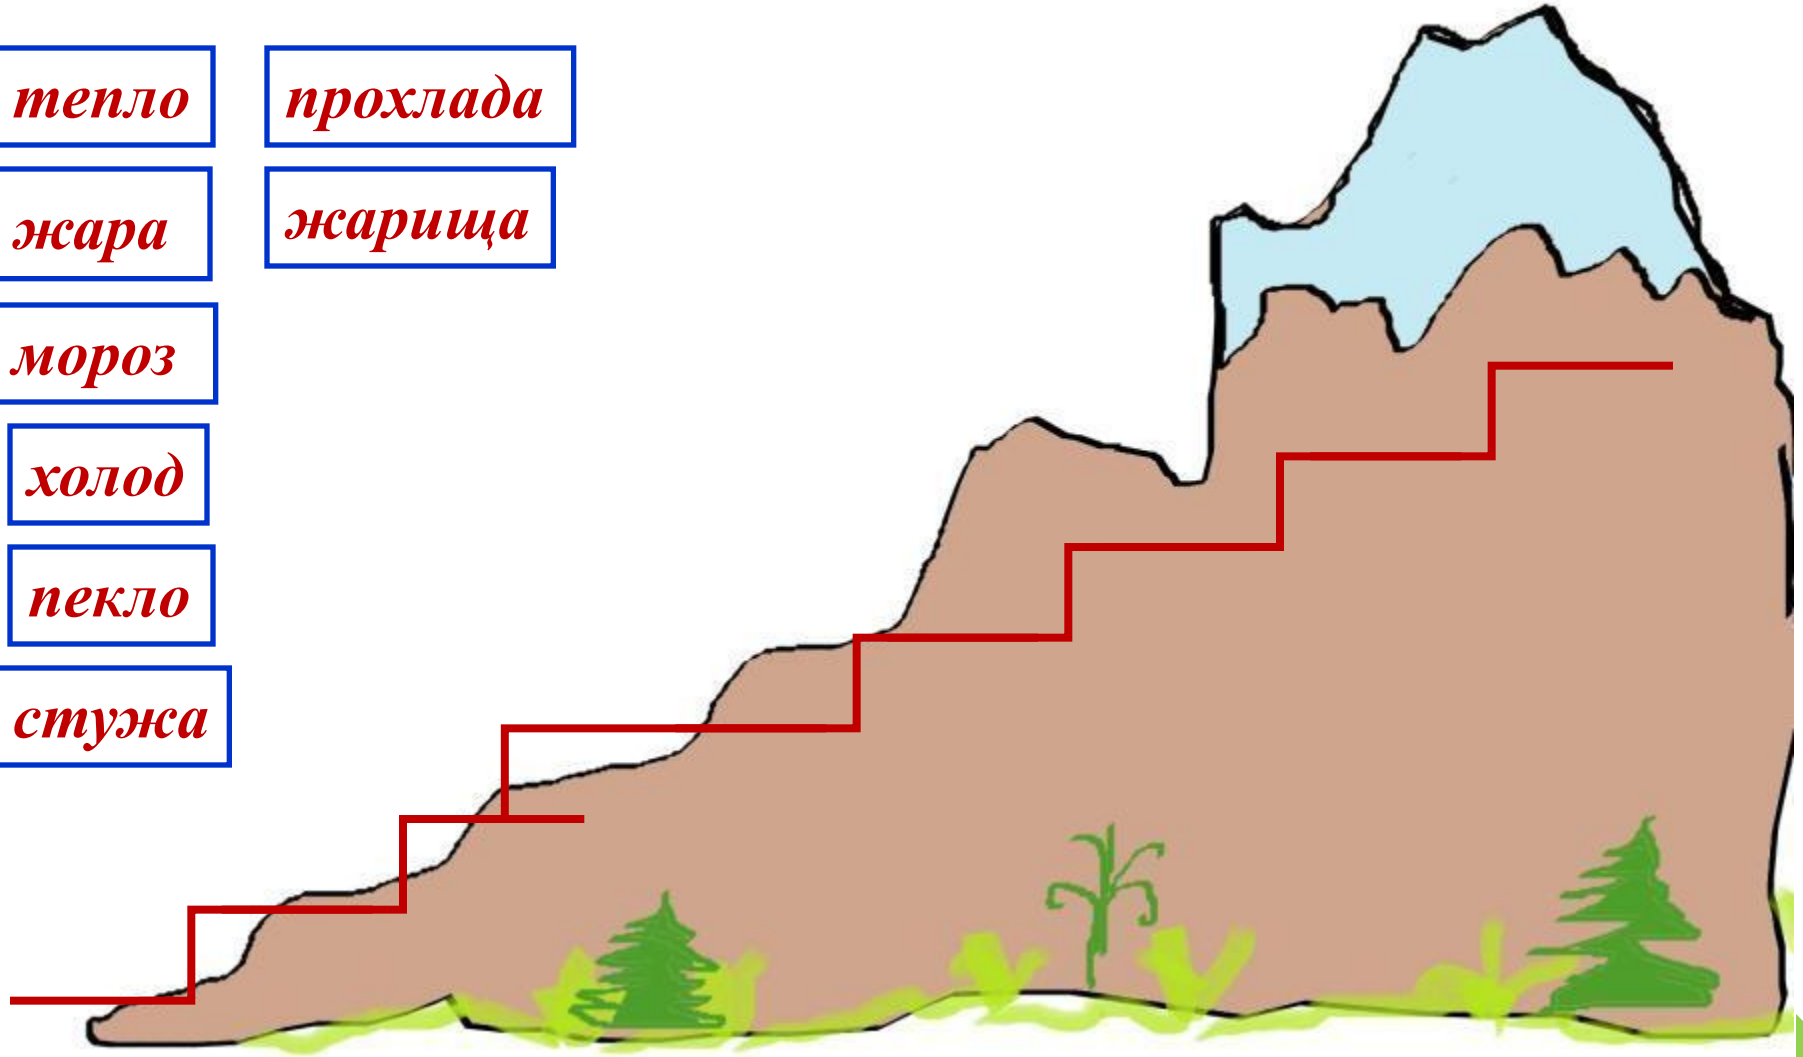 тепло
прохлада
жара
жарища
мороз
холод
пекло
стужа